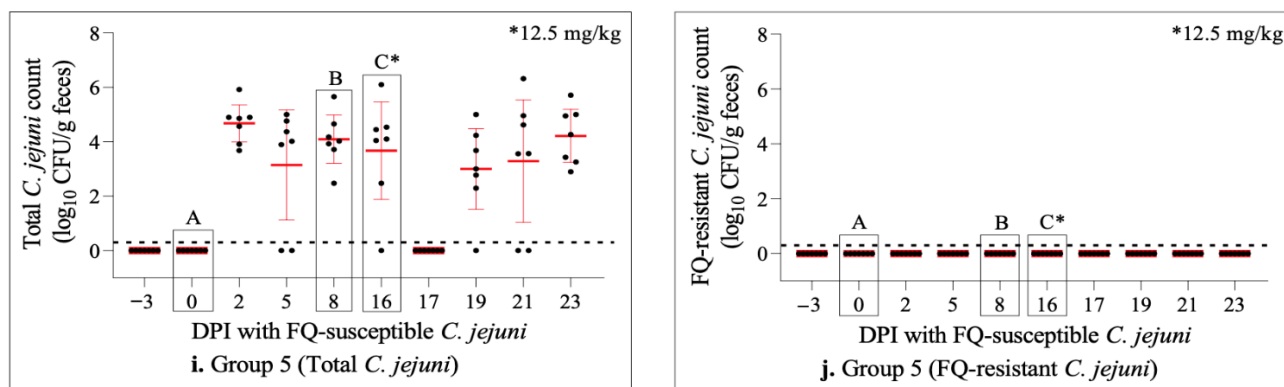 *12.5 mg/kg
Total C. jejuni count
(log10 CFU/g feces)
8
6
4
2
0
A
B
C*
−3 0 2 5 8 16 17 19 21 23
DPI with FQ-susceptible C. jejuni
i. Group 5 (Total C. jejuni)
*12.5 mg/kg
FQ-resistant C. jejuni count
(log10 CFU/g feces)
8
6
4
2
0
A
B
C*
−3 0 2 5 8 16 17 19 21 23
DPI with FQ-susceptible C. jejuni
j. Group 5 (FQ-resistant C. jejuni)